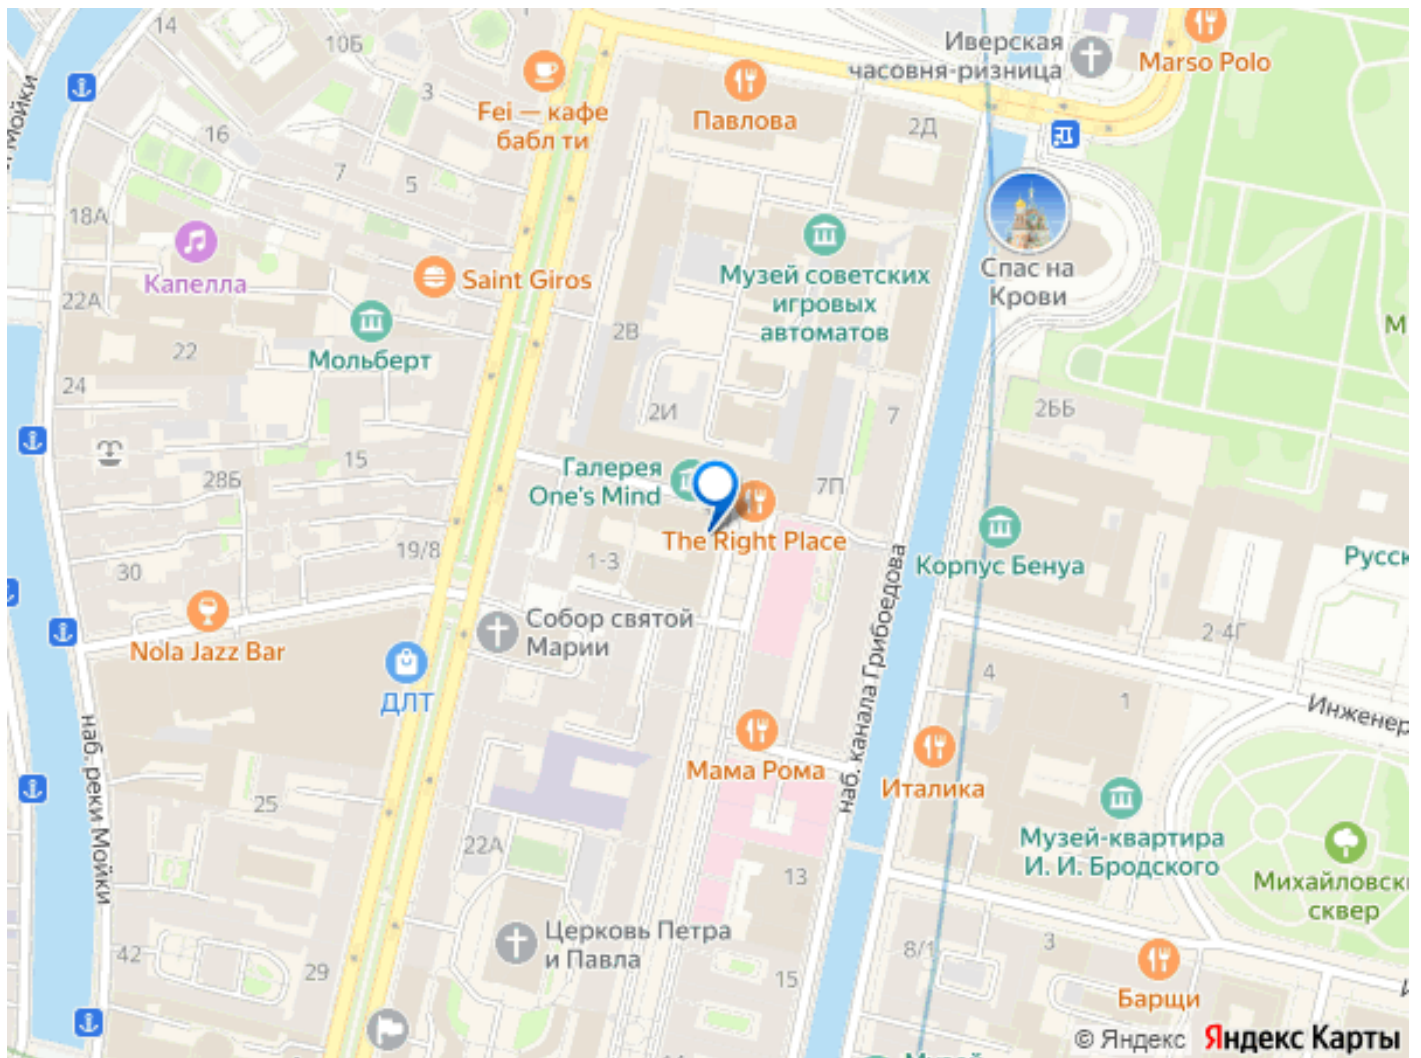 14
10Б
3
Fei — кафе
бабл ти
Павлова
Иверская
часовня-ризница
Marso Polo
2Д
Мойки
16
7
5
18А
Капелла
22А
Saint Giros
Музей советских
игровых
автоматов
Спас на
Крови
2В
Мольберт
22
24
М
2И
7
2ББ
15
28Б
Галерея
One's Mind
7П
The Right Place
19/8
30
1-3
Корпус Бенуа
Русск
Nola Jazz Bar
Собор святой
Марии
ДЛТ
наб. канала Грибоедова
2 4Г
4
1
Инженер
наб. реки Мойки
Мама Рома
Италика
25
22А
Музей-квартира
И. И. Бродского
13
Михайловск
сквер
Церковь Петра
и Павла
42
29
15
8/1
3
Барщи
© Яндекс Яндекс Карты